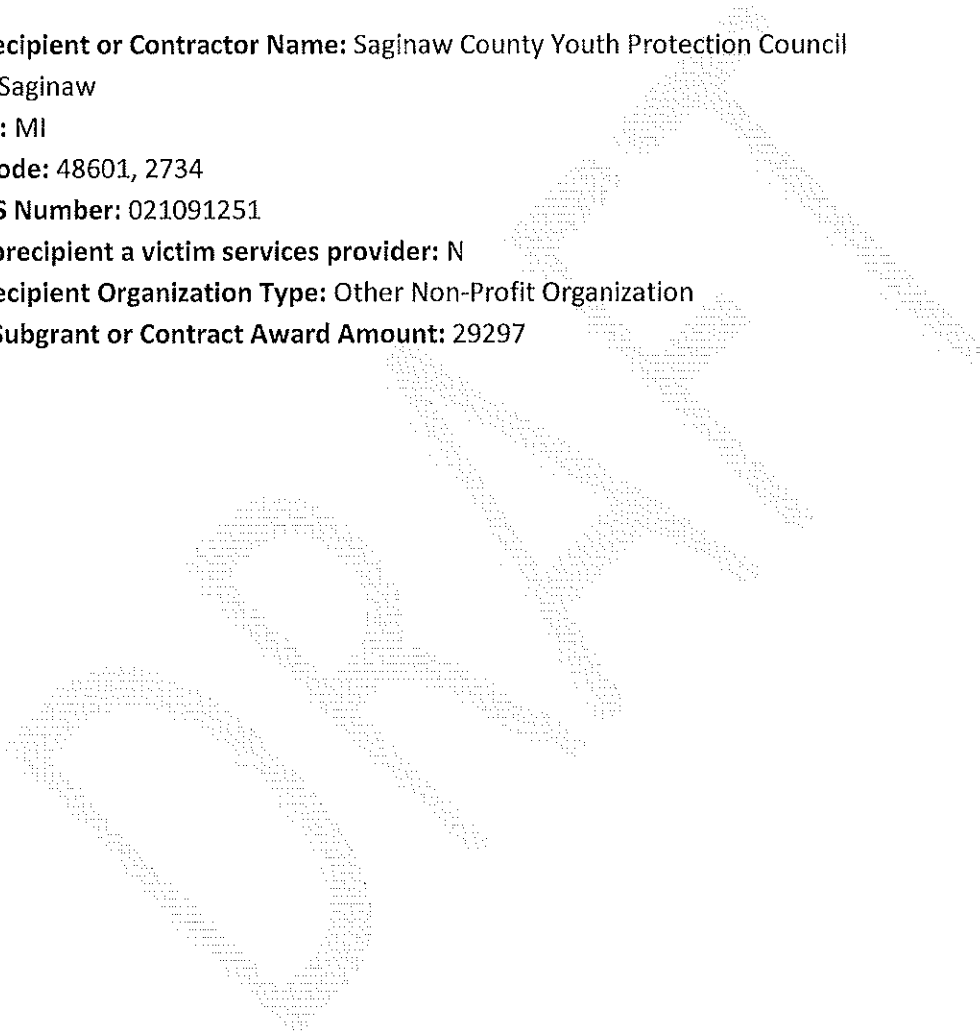 ecipient or Contractor Name: Saginaw County Youth Protection Council
Saginaw
: MI
ode: 48601, 2734
S Number: 021091251
recipient a victim services provider: N
ecipient Organization Type: Other Non-Profit Organization
Subgrant or Contract Award Amount: 29297
DRAFT